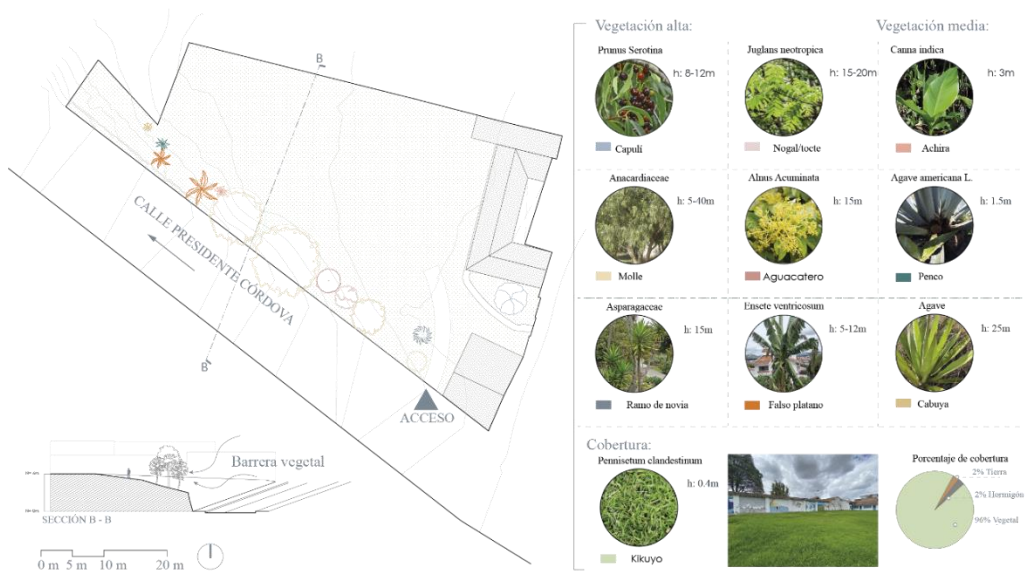 B
CALLE PRESIDENTE CÓRDOVA
B'
ACCESO
Barrera vegetal
SECCIÓN B - B
0 m 5 m 10 m 20 m
Vegetación alta:
Vegetación media:
Prunus Serotina
h: 8-12m
Capulí
Juglans neotropica
h: 15-20m
Nogal/tocte
Canna indica
h: 3m
Achira
Anacardiaceae
h: 5-40m
Molle
Alnus Acuminata
h: 15m
Aguacatero
Agave americana L.
h: 1.5m
Penco
Asparagaceae
h: 15m
Ramo de novia
Ensete ventricosum
h: 5-12m
Falso platano
Agave
h: 25m
Cabuya
Cobertura:
Pennisetum clandestinum
h: 0.4m
Kikuyo
Porcentaje de cobertura
2% Tierra
2% Hormigón
96% Vegetal